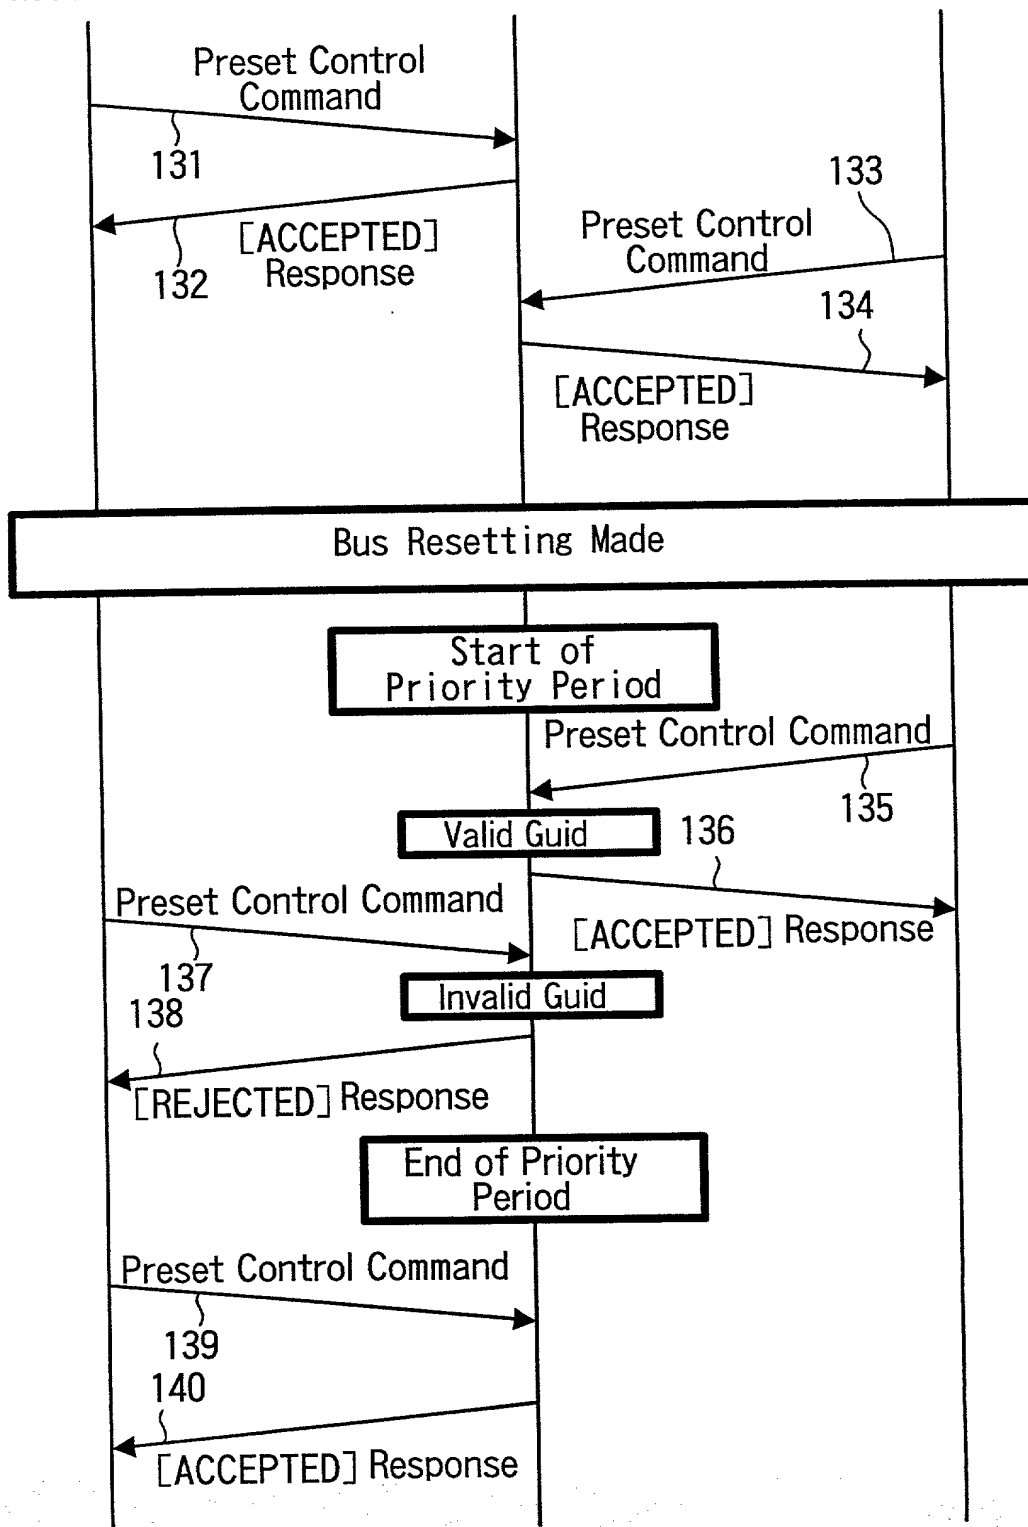 Preset Control
Command
131
133
[ACCEPTED]
Response
132
Preset Control
Command
134
[ACCEPTED]
Response
Bus Resetting Made
Start of
Priority Period
Preset Control Command
135
Valid Guid
136
Preset Control Command
[ACCEPTED] Response
137
Invalid Guid
138
[REJECTED] Response
End of Priority
Period
Preset Control Command
139
140
[ACCEPTED] Response